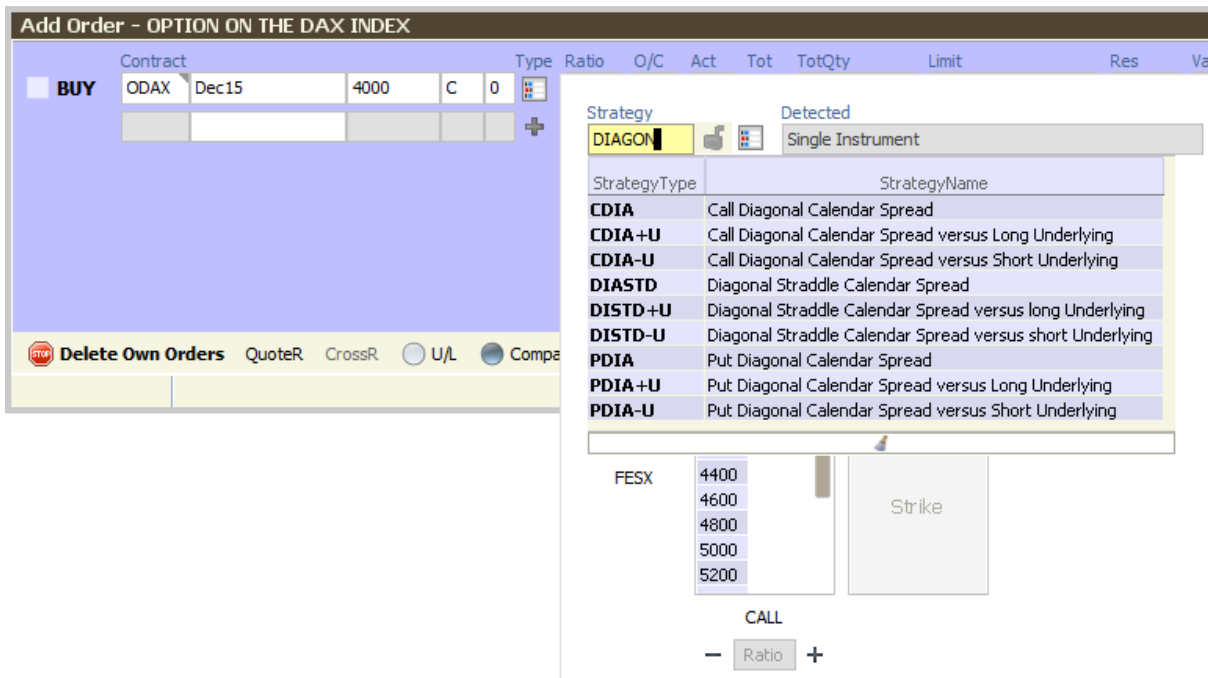 Add Order - OPTION ON THE DAX INDEX
Contract Type Ratio O/C Act Tot TotQty Limit Res
BUY ODAX Dec15 4000 C 0
Strategy Detected
DIAGON Single Instrument
StrategyType StrategyName
CDIA Call Diagonal Calendar Spread
CDIA+U Call Diagonal Calendar Spread versus Long Underlying
CDIA-U Call Diagonal Calendar Spread versus Short Underlying
DIASTD Diagonal Straddle Calendar Spread
DISTD+U Diagonal Straddle Calendar Spread versus long Underlying
DISTD-U Diagonal Straddle Calendar Spread versus short Underlying
STOP Delete Own Orders QuoteR CrossR U/L Compa
PDIA Put Diagonal Calendar Spread
PDIA+U Put Diagonal Calendar Spread versus Long Underlying
PDIA-U Put Diagonal Calendar Spread versus Short Underlying
FESX 4400
4600
Strike
4800
5000
5200
CALL
− Ratio +